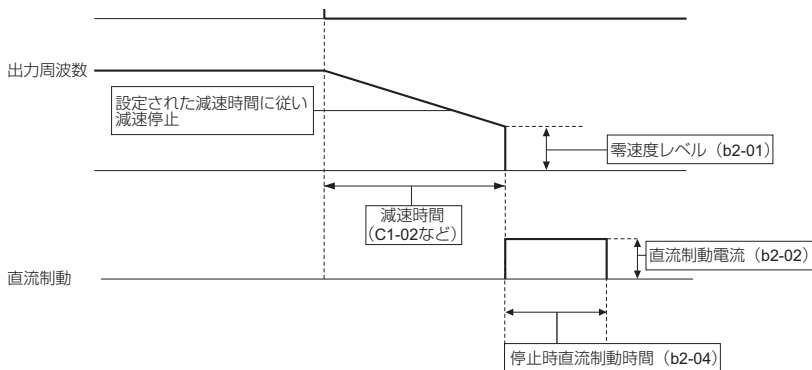 出力周波数
設定された減速時間に従い
減速停止
零速度レベル（b2-01）
減速時間
（C1-02など）
直流制動電流（b2-02）
直流制動
停止時直流制動時間（b2-04）